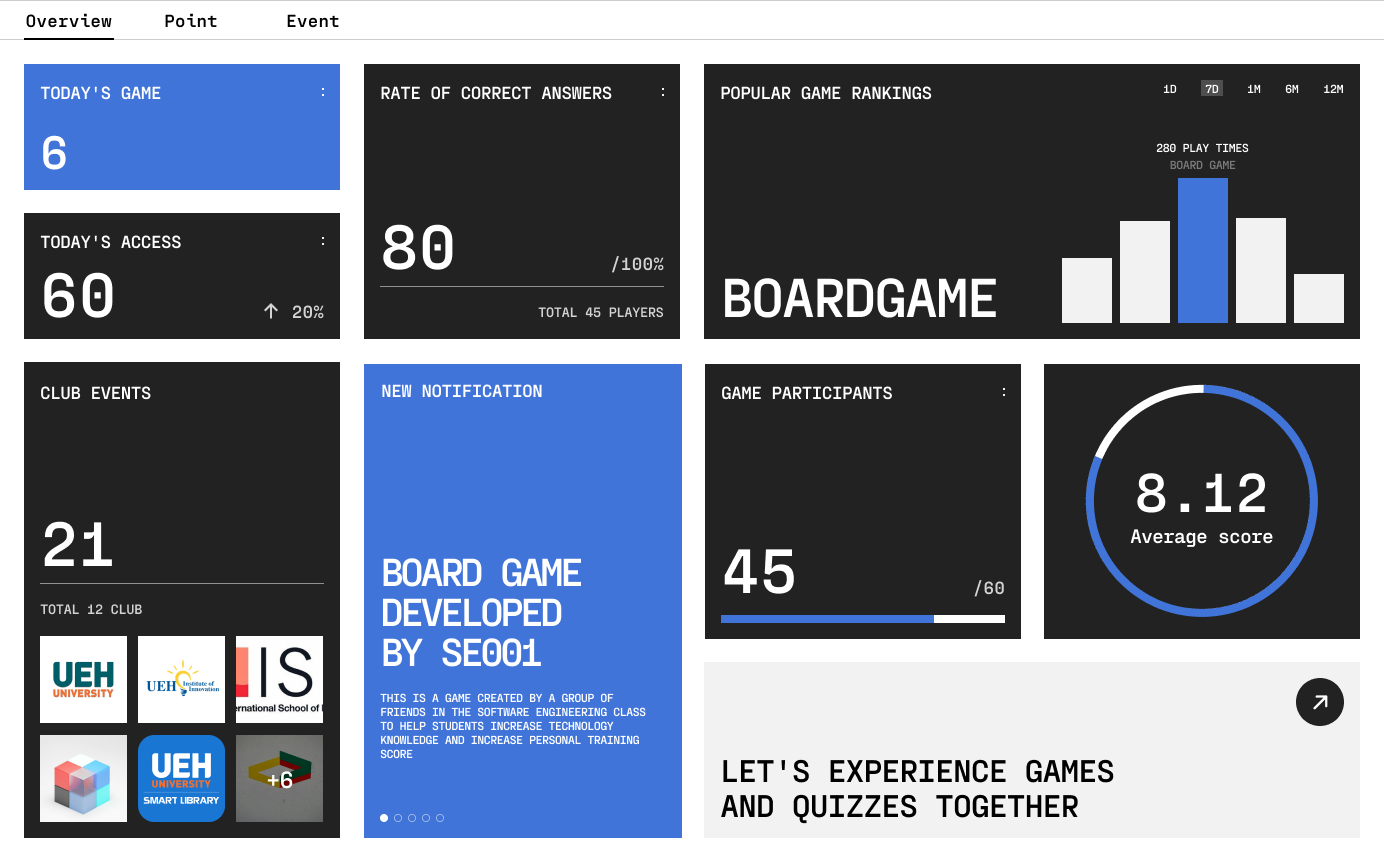 Overview
Point
Event
TODAY'S GAME
:
6
TODAY'S ACCESS
:
60
↑ 20%
RATE OF CORRECT ANSWERS
:
80
/100%
TOTAL 45 PLAYERS
POPULAR GAME RANKINGS
1D
7D
1M
6M
12M
280 PLAY TIMES
BOARD GAME
BOARDGAME
CLUB EVENTS
21
TOTAL 12 CLUB
UEH
UNIVERSITY
UEH
Institute of
Innovation
IS
International School of
UEH
UNIVERSITY
SMART LIBRARY
+6
NEW NOTIFICATION
BOARD GAME
DEVELOPED
BY SE001
THIS IS A GAME CREATED BY A GROUP OF
FRIENDS IN THE SOFTWARE ENGINEERING CLASS
TO HELP STUDENTS INCREASE TECHNOLOGY
KNOWLEDGE AND INCREASE PERSONAL TRAINING
SCORE
GAME PARTICIPANTS
:
45
/60
8.12
Average score
LET'S EXPERIENCE GAMES
AND QUIZZES TOGETHER